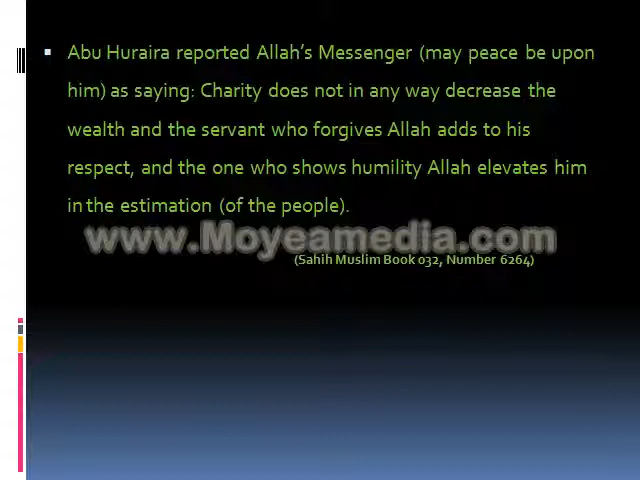 Abu Huraira reported Allah's Messenger (may peace be upon
him) as saying: Charity does not in any way decrease the
wealth and the servant who forgives Allah adds to his
respect, and the one who shows humility Allah elevates him
in the estimation (of the people).
www.Moyeamedia.com
(Sahih Muslim Book 032, Number 6264)